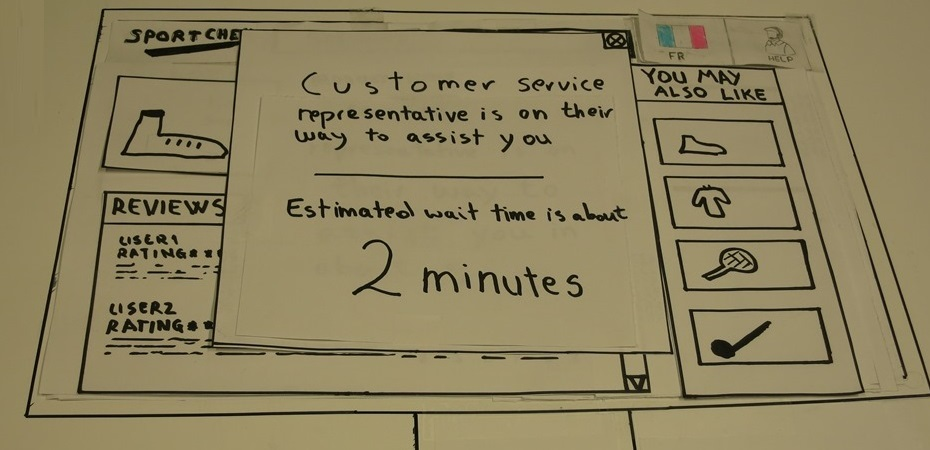 SPORTCHE
FR
HELP
YOU MAY
ALSO LIKE
Customer service
representative is on their
way to assist you
Estimated wait time is about
2 minutes
REVIEWS
USER1
RATING**
USER2
RATING**